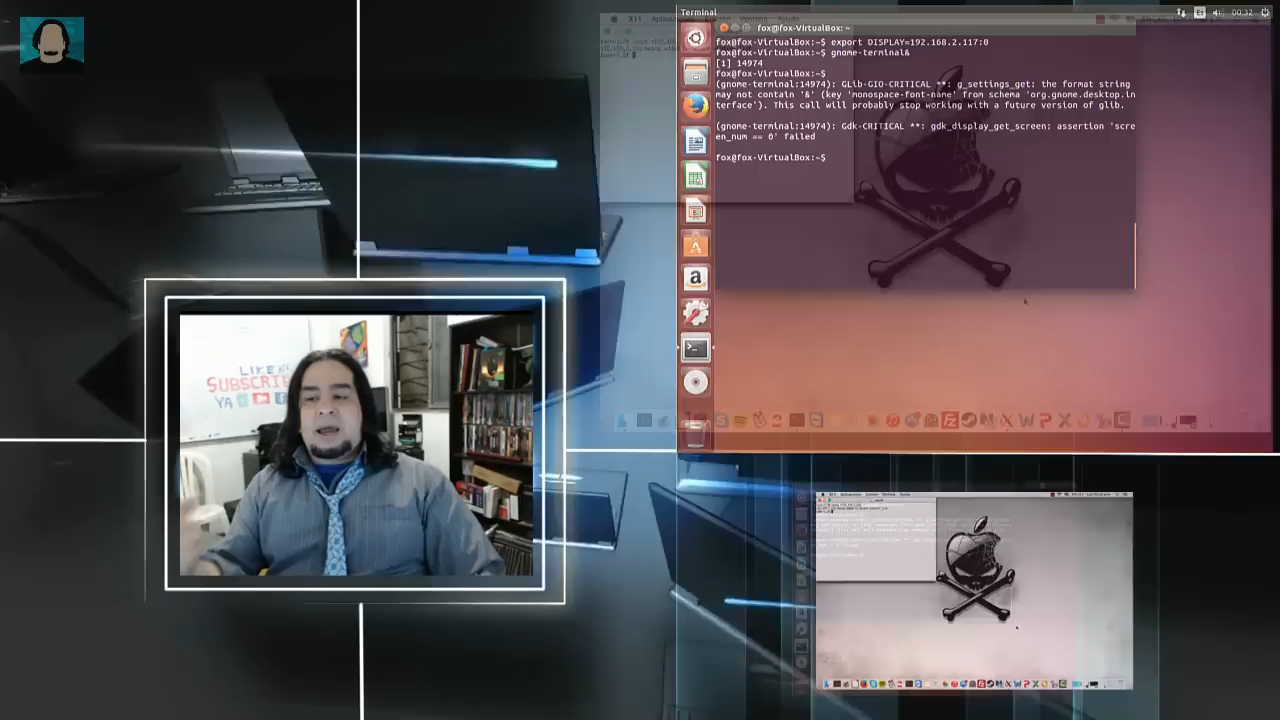 Terminal
Es
00:32
fox@fox-VirtualBox: ~
fox@fox-VirtualBox:~$ export DISPLAY=192.168.2.117:0
fox@fox-VirtualBox:~$ gnome-terminal&
[1] 14974
fox@fox-VirtualBox:~$
(gnome-terminal:14974): GLib-GIO-CRITICAL **: g_settings_get: the format string
may not contain '&' (key 'monospace-font-name' from schema 'org.gnome.desktop.in
terface'). This call will probably stop working with a future version of glib.
(gnome-terminal:14974): Gdk-CRITICAL **: gdk_display_get_screen: assertion 'scre
en_num == 0' failed
fox@fox-VirtualBox:~$
X11
LIKE
SUBSCRI
YA